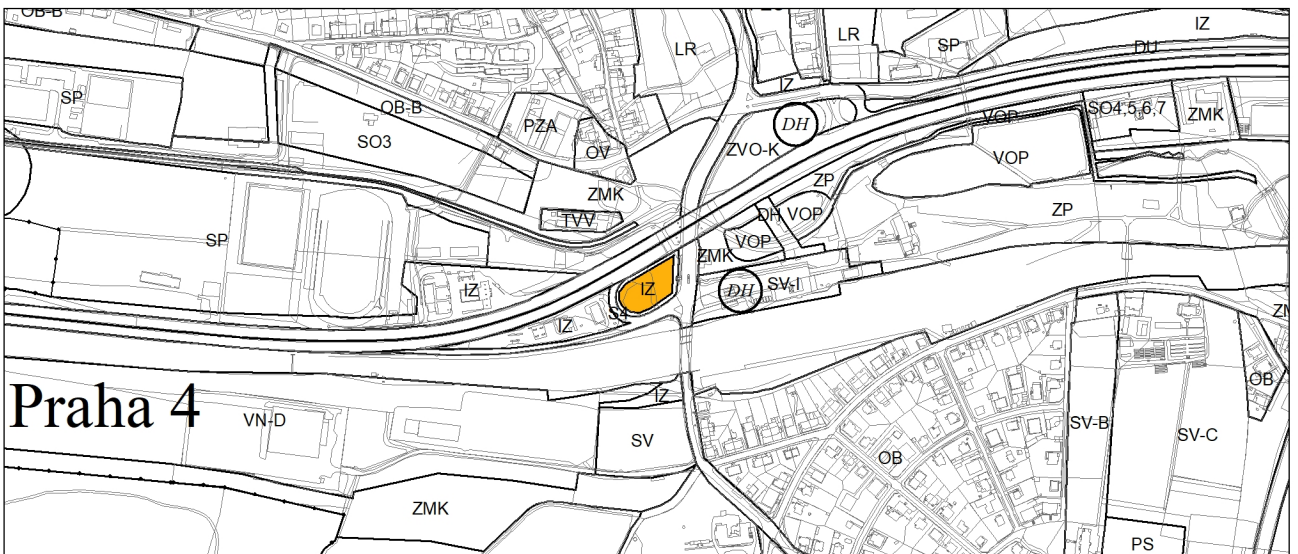 OB-B
LR
LR
SP
IZ
DU
IZ
SP
OB-B
PZA
DH
VOP
SO4,5,6,7
ZMK
SO3
OV
ZVO-K
VOP
ZMK
ZP
TVV
DH
VOP
ZP
SP
VOP
ZMK
IZ
IZ
DH
SV-I
S4
IZ
Praha 4
IZ
OB
VN-D
SV
SV-B
SV-C
OB
ZMK
PS